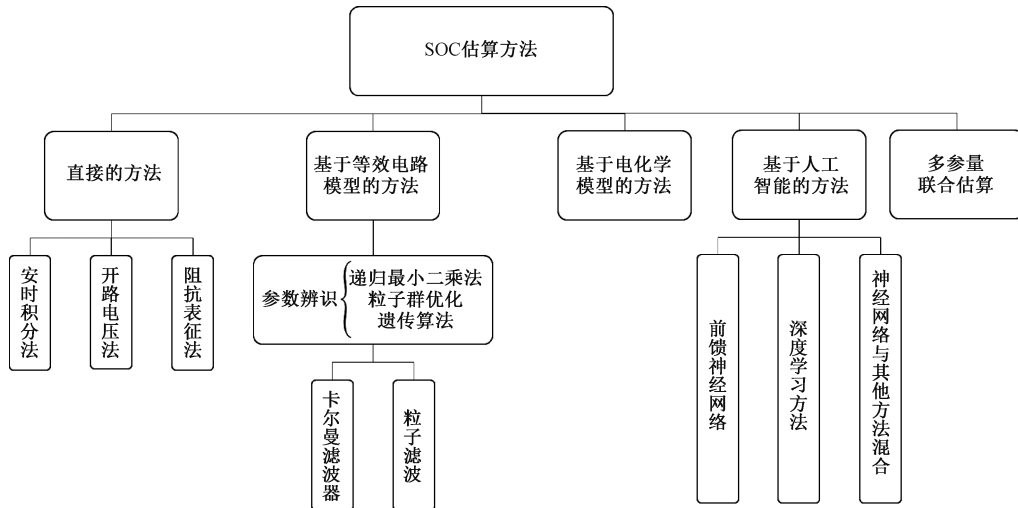 SOC估算方法
直接的方法
基于等效电路
模型的方法
基于电化学
模型的方法
基于人工
智能的方法
多参量
联合估算
安时积分法
开路电压法
阻抗表征法
参数辨识
递归最小二乘法
粒子群优化
遗传算法
卡尔曼滤波器
粒子滤波
前馈神经网络
深度学习方法
神经网络与其他方法混合